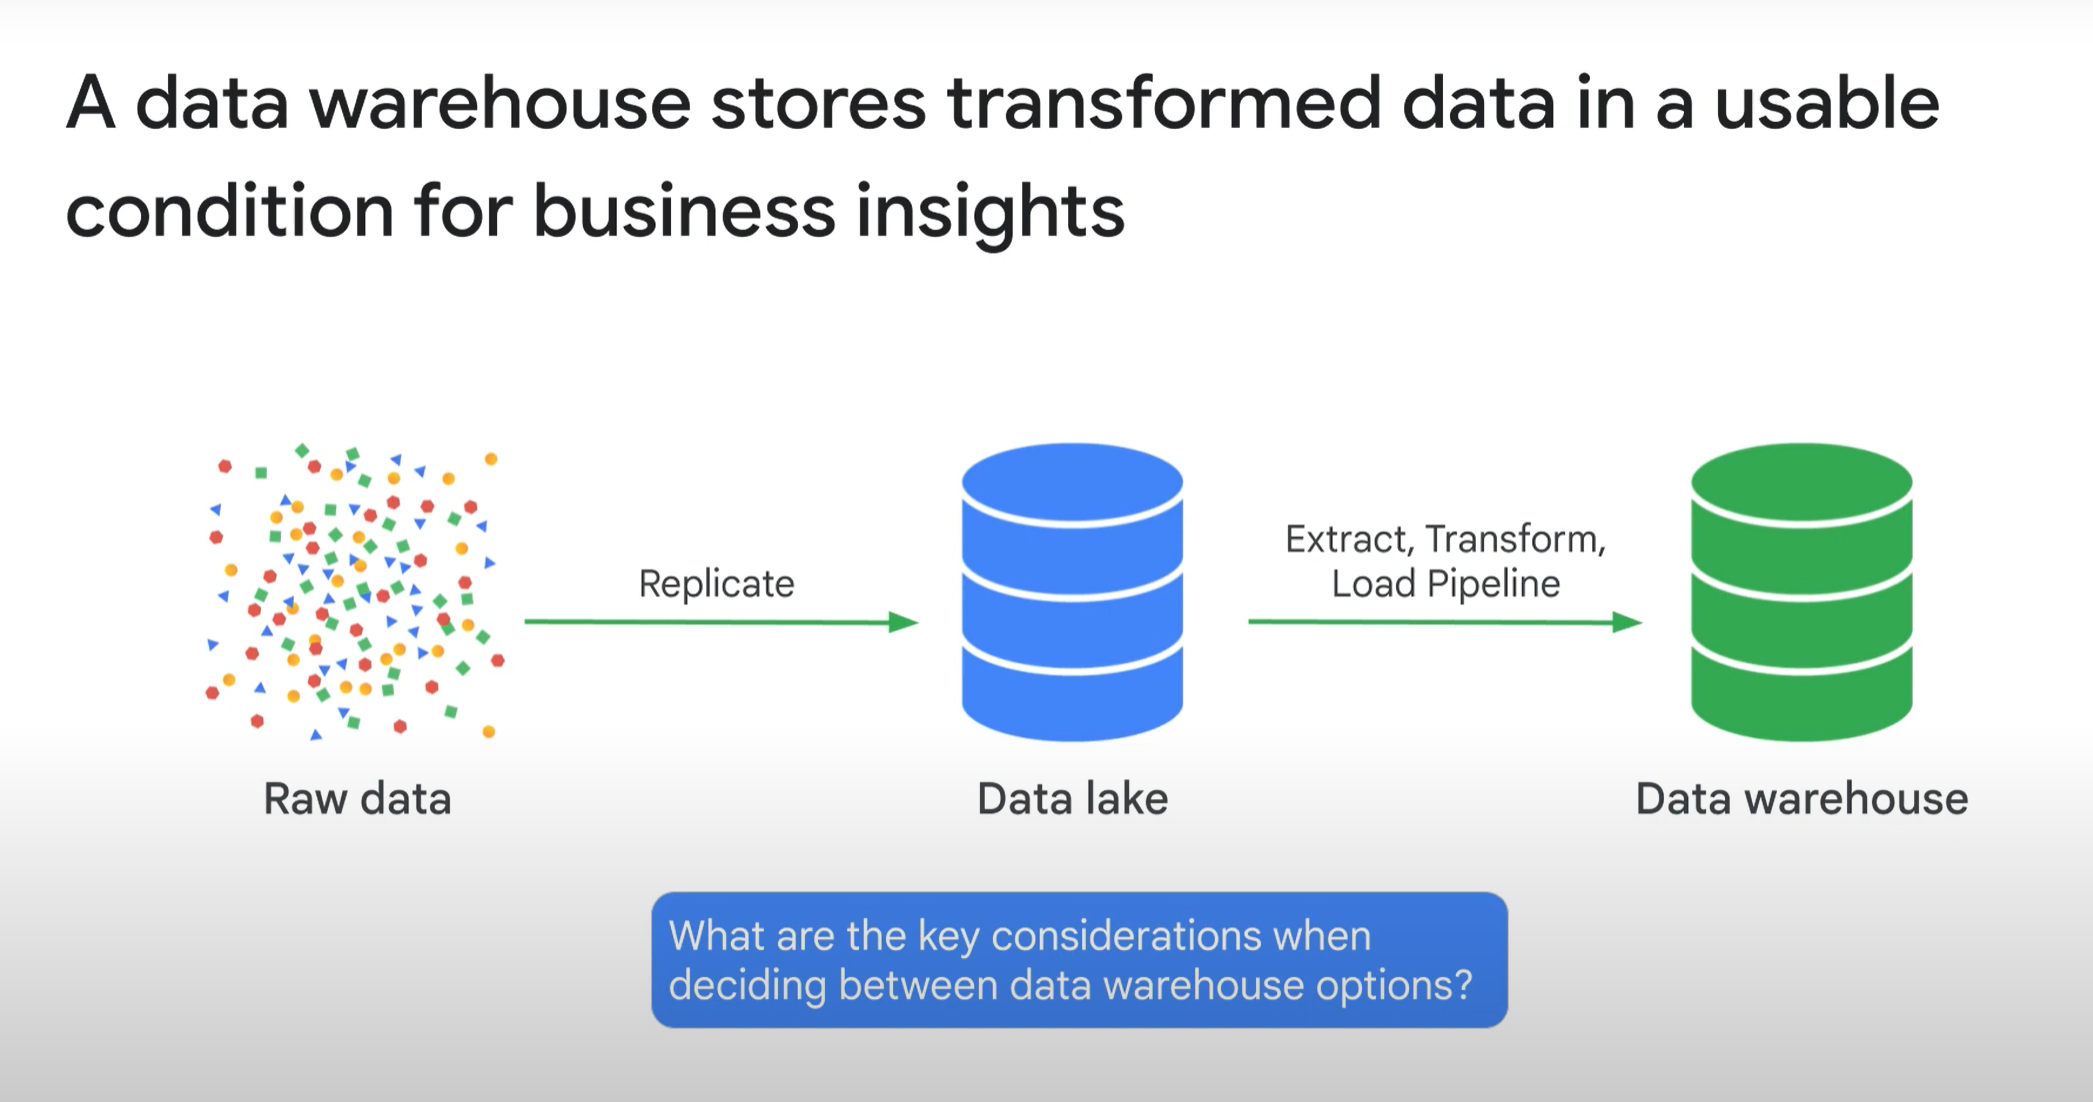 A data warehouse stores transformed data in a usable
condition for business insights
Replicate
Extract, Transform,
Load Pipeline
Raw data
Data lake
Data warehouse
What are the key considerations when
deciding between data warehouse options?